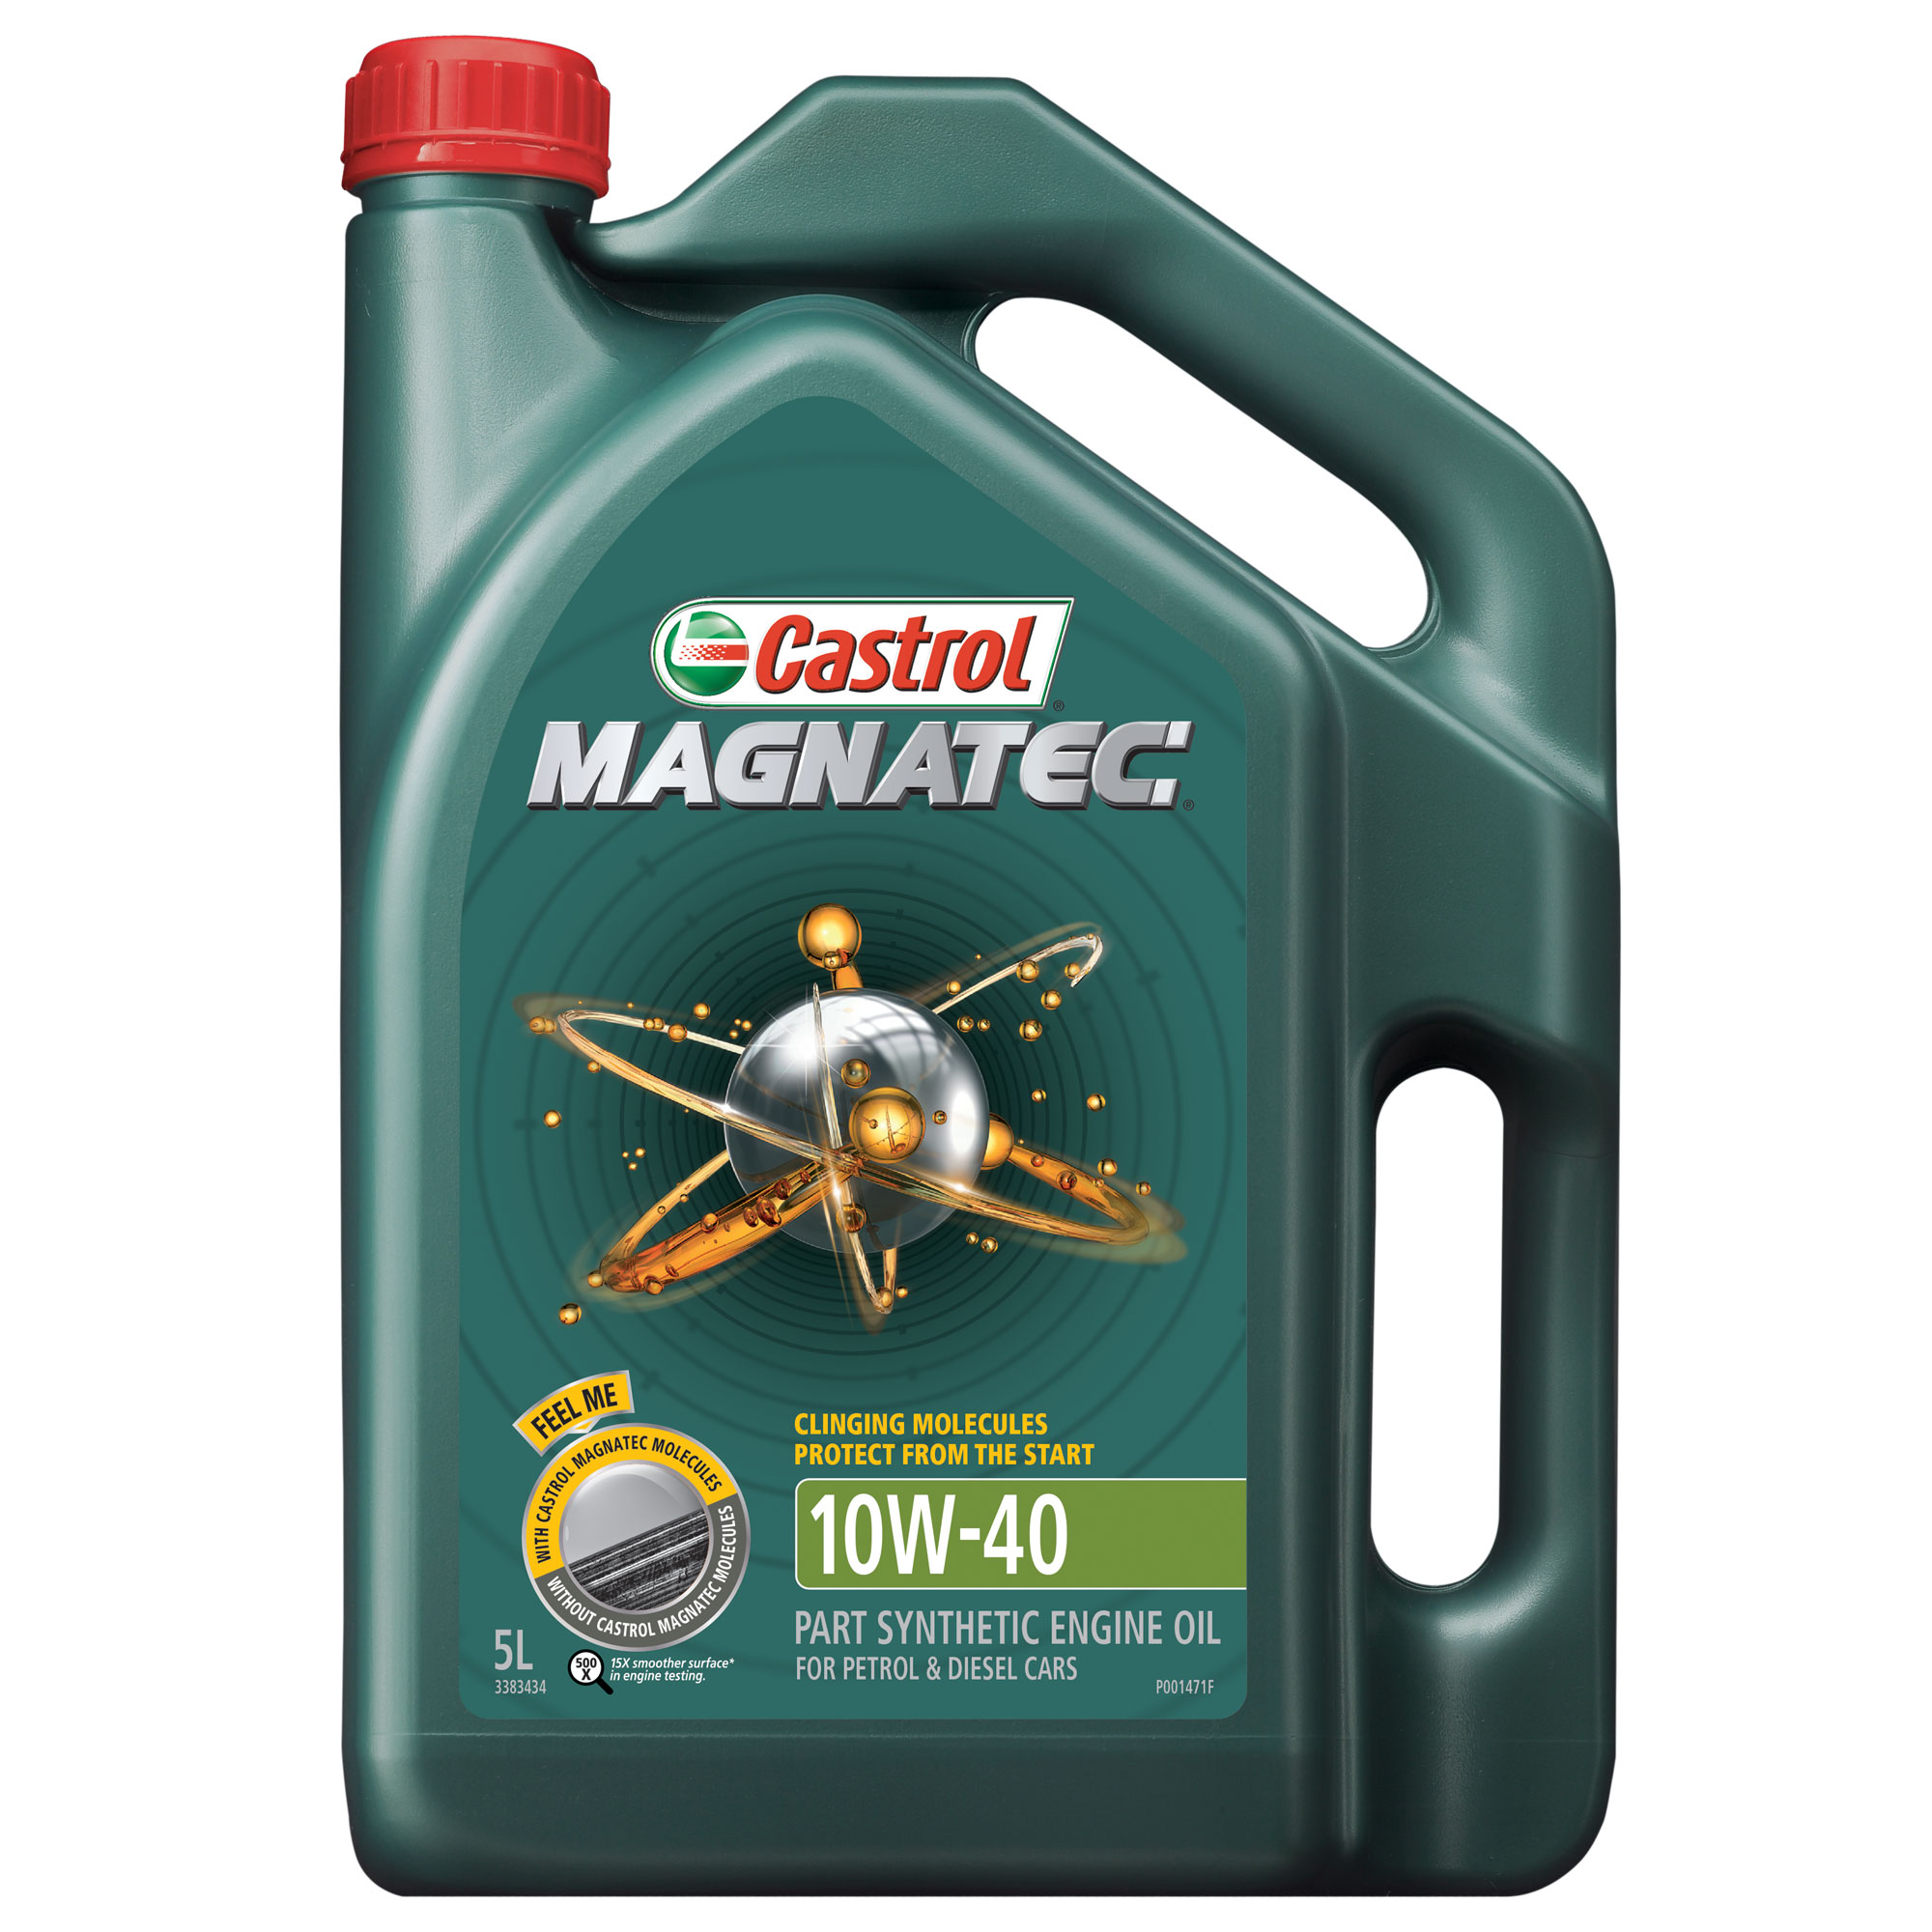 Castrol
®
MAGNATEC
®
FEEL ME
WITH CASTROL MAGNATEC MOLECULES
WITHOUT CASTROL MAGNATEC MOLECULES
500
X
15X smoother surface*
in engine testing.
5L
3383434
CLINGING MOLECULES
PROTECT FROM THE START
10W-40
PART SYNTHETIC ENGINE OIL
FOR PETROL & DIESEL CARS
P001471F